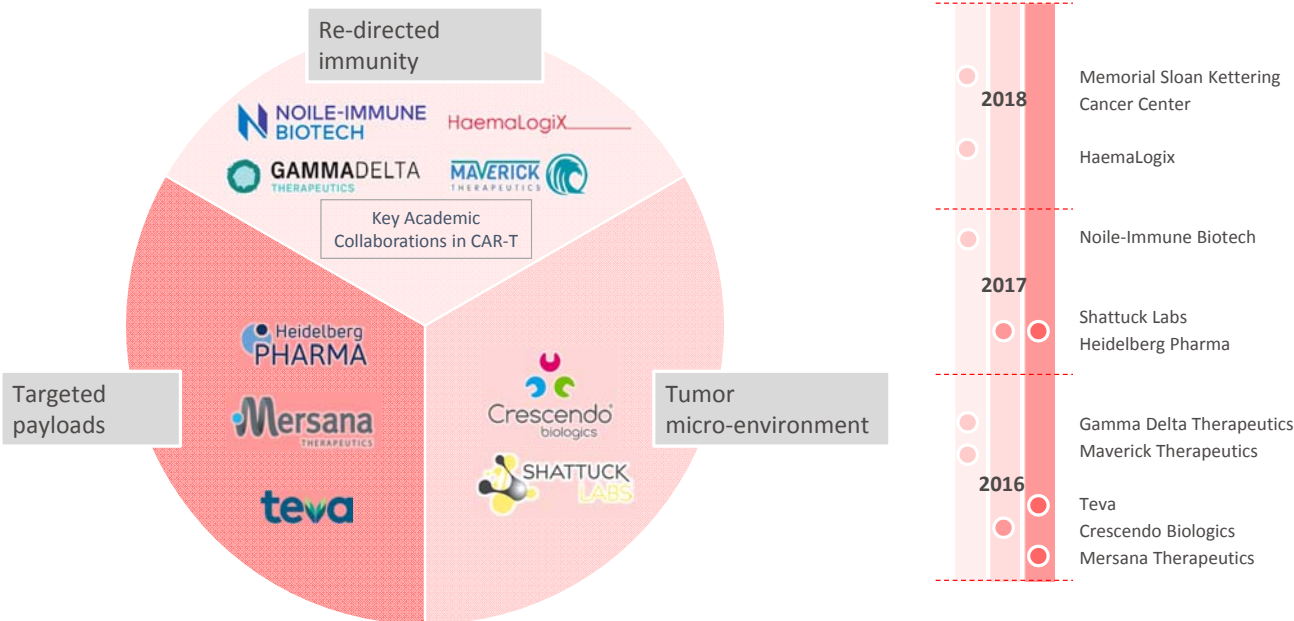 Re-directed
immunity
NOILE-IMMUNE
BIOTECH
HaemaLogiX
GAMMADELTA
THERAPEUTICS
MAVERICK
THERAPEUTICS
Key Academic
Collaborations in CAR-T
Targeted
payloads
Heidelberg
PHARMA
Mersana
THERAPEUTICS
teva
Crescendo
biologics
SHATTUCK
LABS
Tumor
micro-environment
2018
Memorial Sloan Kettering
Cancer Center
HaemaLogix
2017
Noile-Immune Biotech
Shattuck Labs
Heidelberg Pharma
2016
Gamma Delta Therapeutics
Maverick Therapeutics
Teva
Crescendo Biologics
Mersana Therapeutics